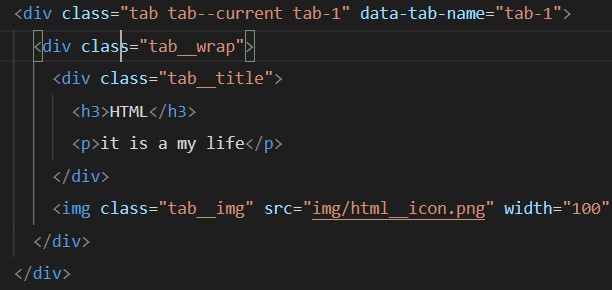 <div class="tab tab--current tab-1" data-tab-name="tab-1">
<div class="tab__wrap">
<div class="tab__title">
<h3>HTML</h3>
<p>it is a my life</p>
</div>
<img class="tab__img" src="img/html__icon.png" width="100"
</div>
</div>